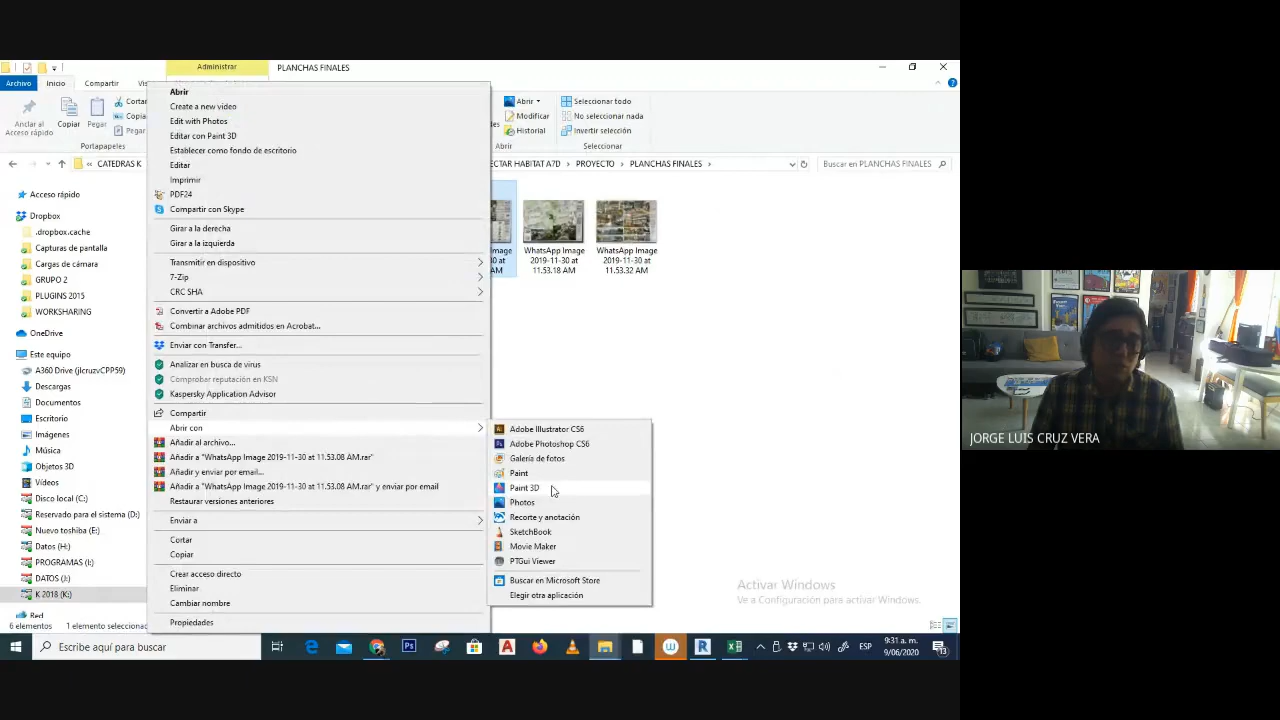 Administrar
PLANCHAS FINALES
Archivo
Inicio
Compartir
Anclar al
Acceso rápido
Copiar
Pegar
Portapapeles
Abrir
Modificar
Historial
Abrir
Seleccionar todo
No seleccionar nada
Invertir selección
Seleccionar
CATEDRAS K
PROYECTO
PLANCHAS FINALES
Buscar en PLANCHAS FINALES
Acceso rápido
Dropbox
.dropbox.cache
Capturas de pantalla
Cargas de cámara
GRUPO 2
PLUGINS 2015
WORKSHARING
OneDrive
Este equipo
A360 Drive (jlcruzvCPP59)
Descargas
Documentos
Escritorio
Imágenes
Música
Objetos 3D
Vídeos
Disco local (C:)
Reservado para el sistema (D:)
Nuevo toshiba (E:)
Datos (H:)
PROGRAMAS (I:)
DATOS (J:)
K 2018 (K:)
Red
6 elementos
Abrir
Create a new video
Edit with Photos
Editar con Paint 3D
Establecer como fondo de escritorio
Editar
Imprimir
PDF24
Compartir con Skype
Girar a la derecha
Girar a la izquierda
Transmitir en dispositivo
7-Zip
CRC SHA
Convertir a Adobe PDF
Combinar archivos admitidos en Acrobat...
Enviar con Transfer...
Analizar en busca de virus
Comprobar reputación en KSN
Kaspersky Application Advisor
Compartir
Abrir con
Añadir al archivo...
Añadir a "WhatsApp Image 2019-11-30 at 11.53.08 AM.rar"
Añadir y enviar por email...
Añadir a "WhatsApp Image 2019-11-30 at 11.53.08 AM.rar" y enviar por email
Restaurar versiones anteriores
Enviar a
Cortar
Copiar
Crear acceso directo
Eliminar
Cambiar nombre
Propiedades
Adobe Illustrator CS6
Adobe Photoshop CS6
Galería de fotos
Paint
Paint 3D
Photos
Recorte y anotación
SketchBook
Movie Maker
PTGui Viewer
Buscar en Microsoft Store
Elegir otra aplicación
WhatsApp Image
2019-11-30 at
11.53.18 AM
WhatsApp Image
2019-11-30 at
11.53.32 AM
Activar Windows
Ve a Configuración para activar Windows.
Escribe aquí para buscar
ESP
9:31 a. m.
9/06/2020
13
JORGE LUIS CRUZ VERA